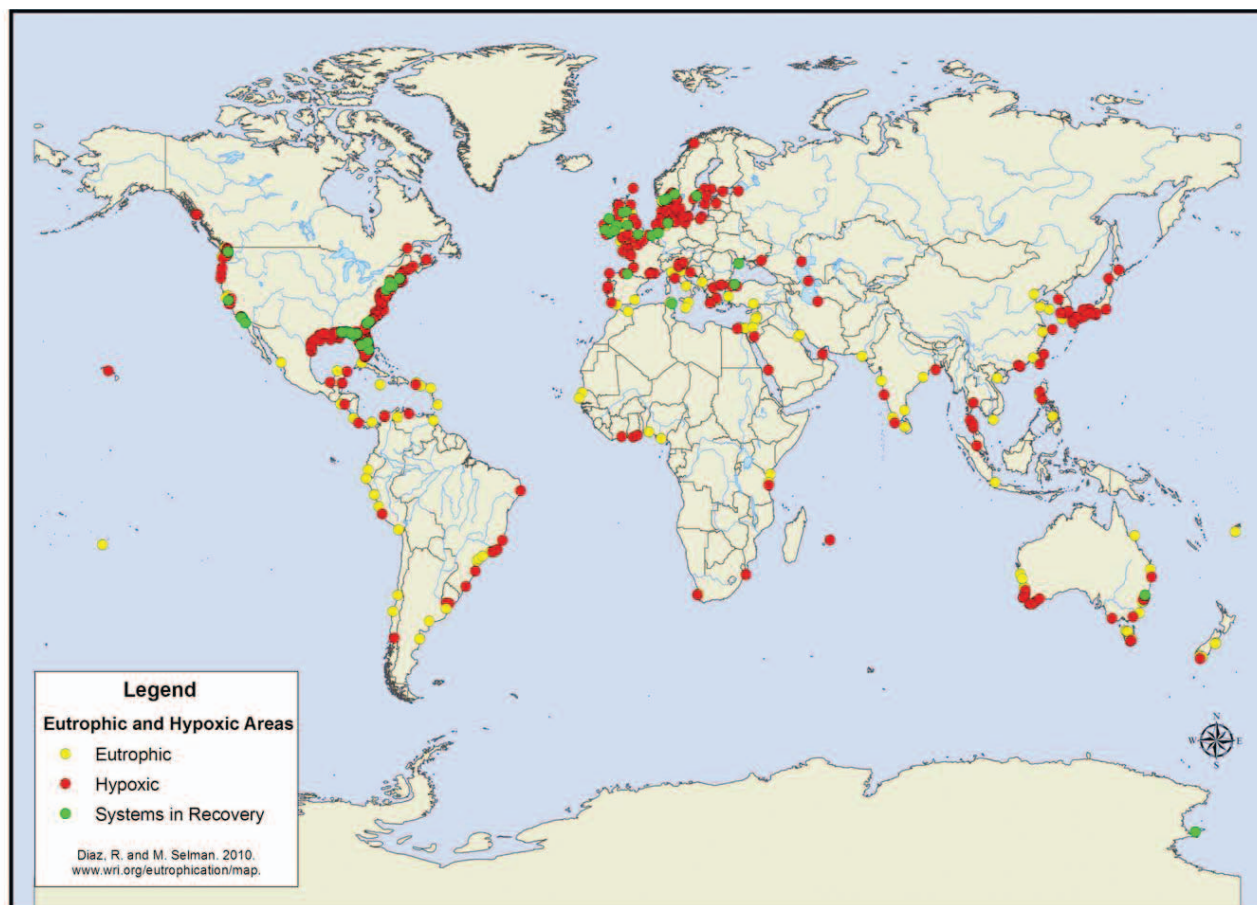 Legend
Eutrophic and Hypoxic Areas
Eutrophic
Hypoxic
Systems in Recovery
Diaz, R. and M. Selman. 2010.
www.wri.org/eutrophication/map.
N
W E
S